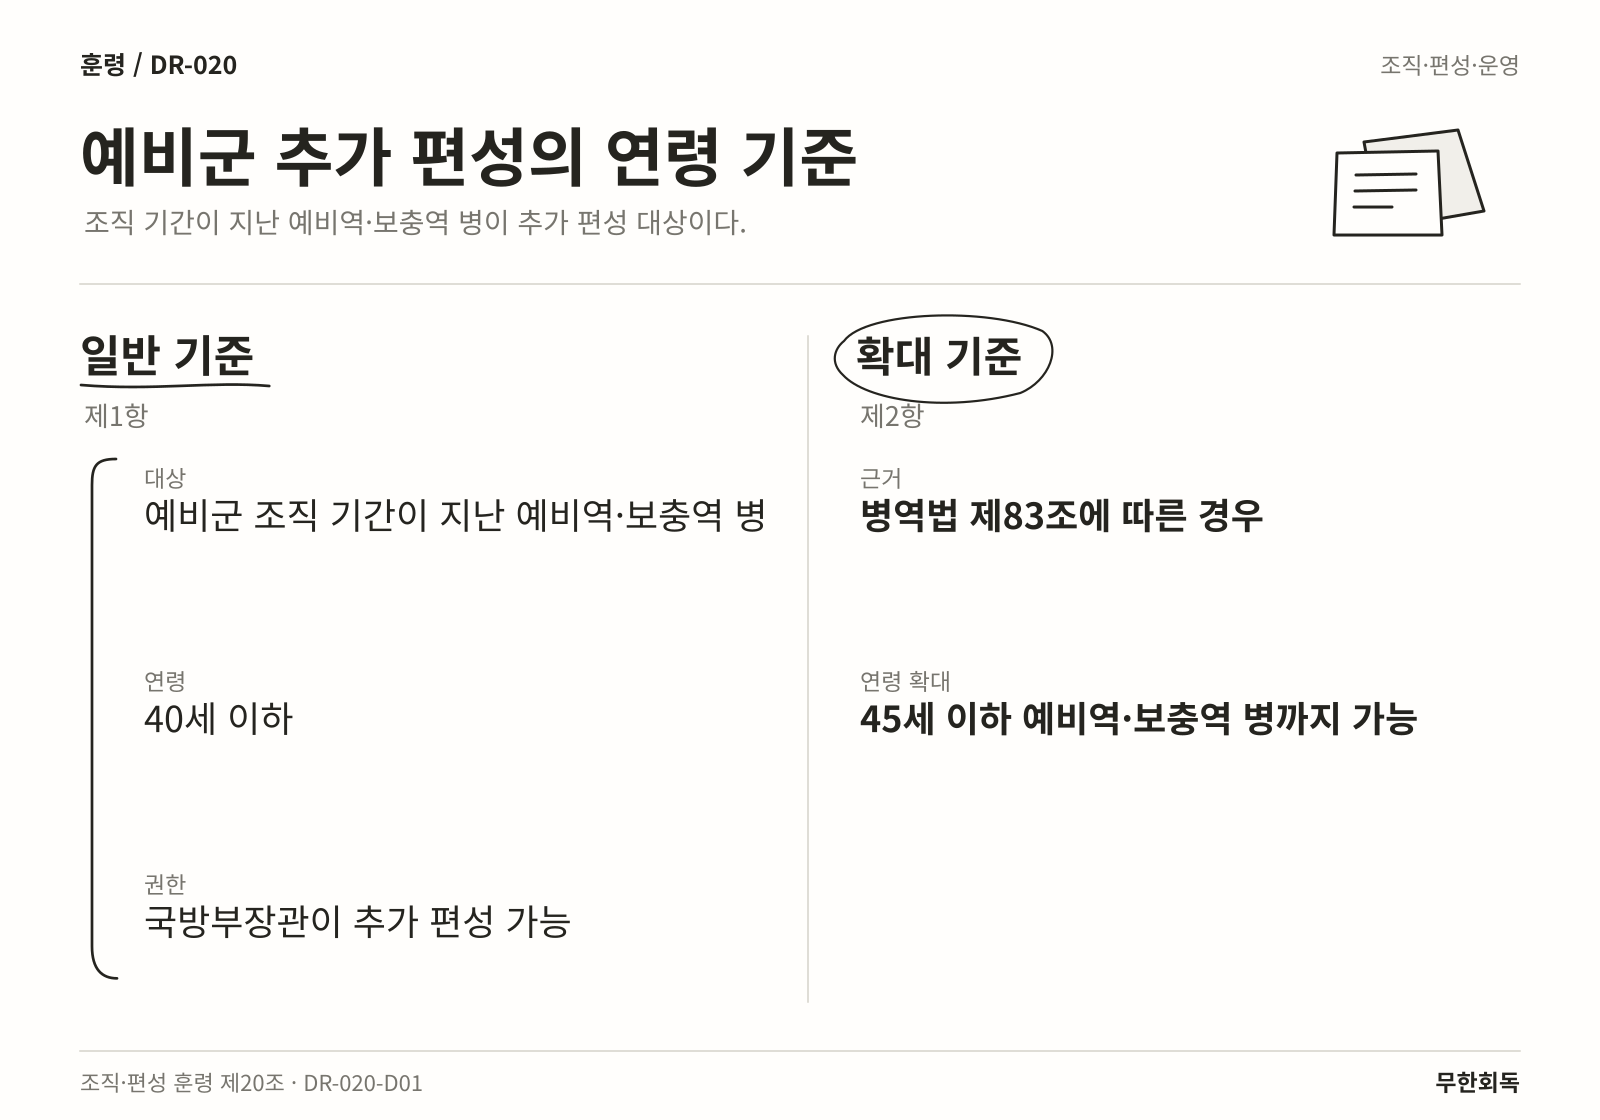 훈령 / DR-020
조직·편성·운영
예비군 추가 편성의 연령 기준
조직 기간이 지난 예비역·보충역 병이 추가 편성 대상이다.
일반 기준
제1항
대상
예비군 조직 기간이 지난 예비역·보충역 병
연령
40세 이하
권한
국방부장관이 추가 편성 가능
확대 기준
제2항
근거
병역법 제83조에 따른 경우
연령 확대
45세 이하 예비역·보충역 병까지 가능
조직·편성 훈령 제20조 · DR-020-D01
무한회독